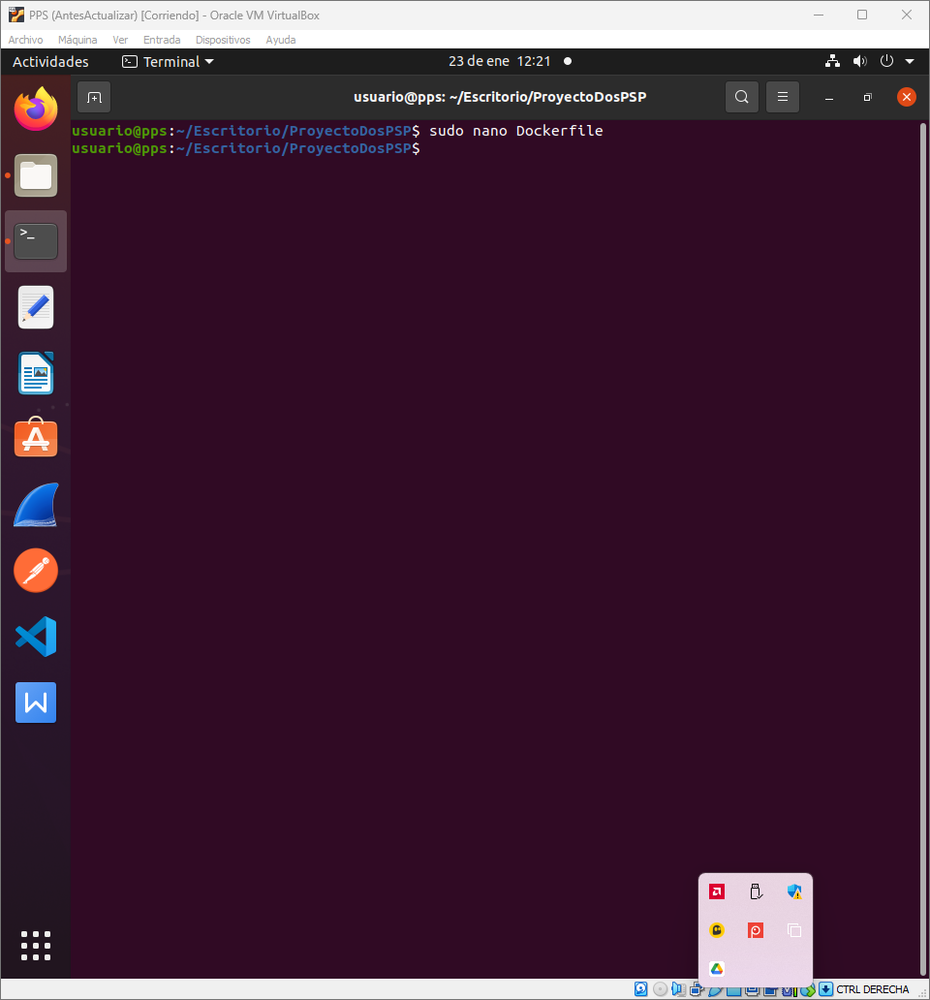 PPS (AntesActualizar) [Corriendo] - Oracle VM VirtualBox
Archivo Máquina Ver Entrada Dispositivos Ayuda
Actividades Terminal 23 de ene 12:21
usuario@pps: ~/Escritorio/ProyectoDosPSP
usuario@pps:~/Escritorio/ProyectoDosPSP$ sudo nano Dockerfile
usuario@pps:~/Escritorio/ProyectoDosPSP$
CTRL DERECHA